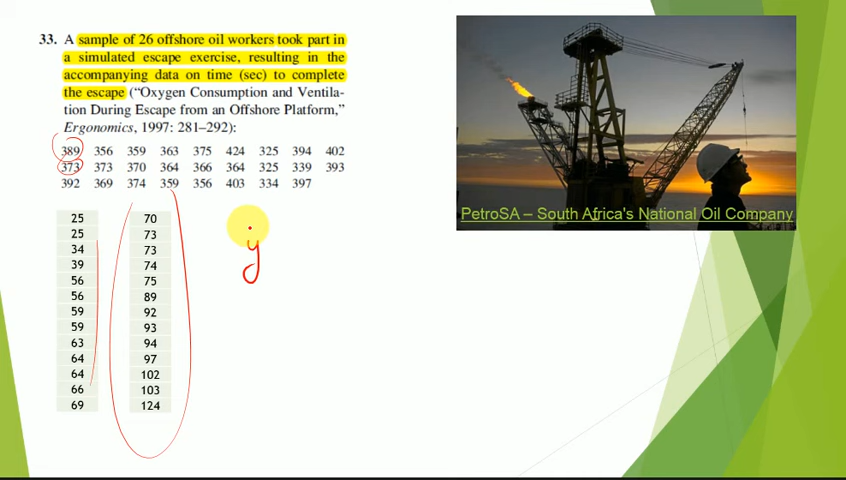 33. A sample of 26 offshore oil workers took part in
a simulated escape exercise, resulting in the
accompanying data on time (sec) to complete
the escape (“Oxygen Consumption and Ventila-
tion During Escape from an Offshore Platform,”
Ergonomics, 1997: 281–292):
389 356 359 363 375 424 325 394 402
373 373 370 364 366 364 325 339 393
392 369 374 359 356 403 334 397
25 70
25 73
34 73
39 74
56 75
56 89
59 92
59 93
63 94
64 97
64 102
66 103
69 124
y
PetroSA – South Africa's National Oil Company